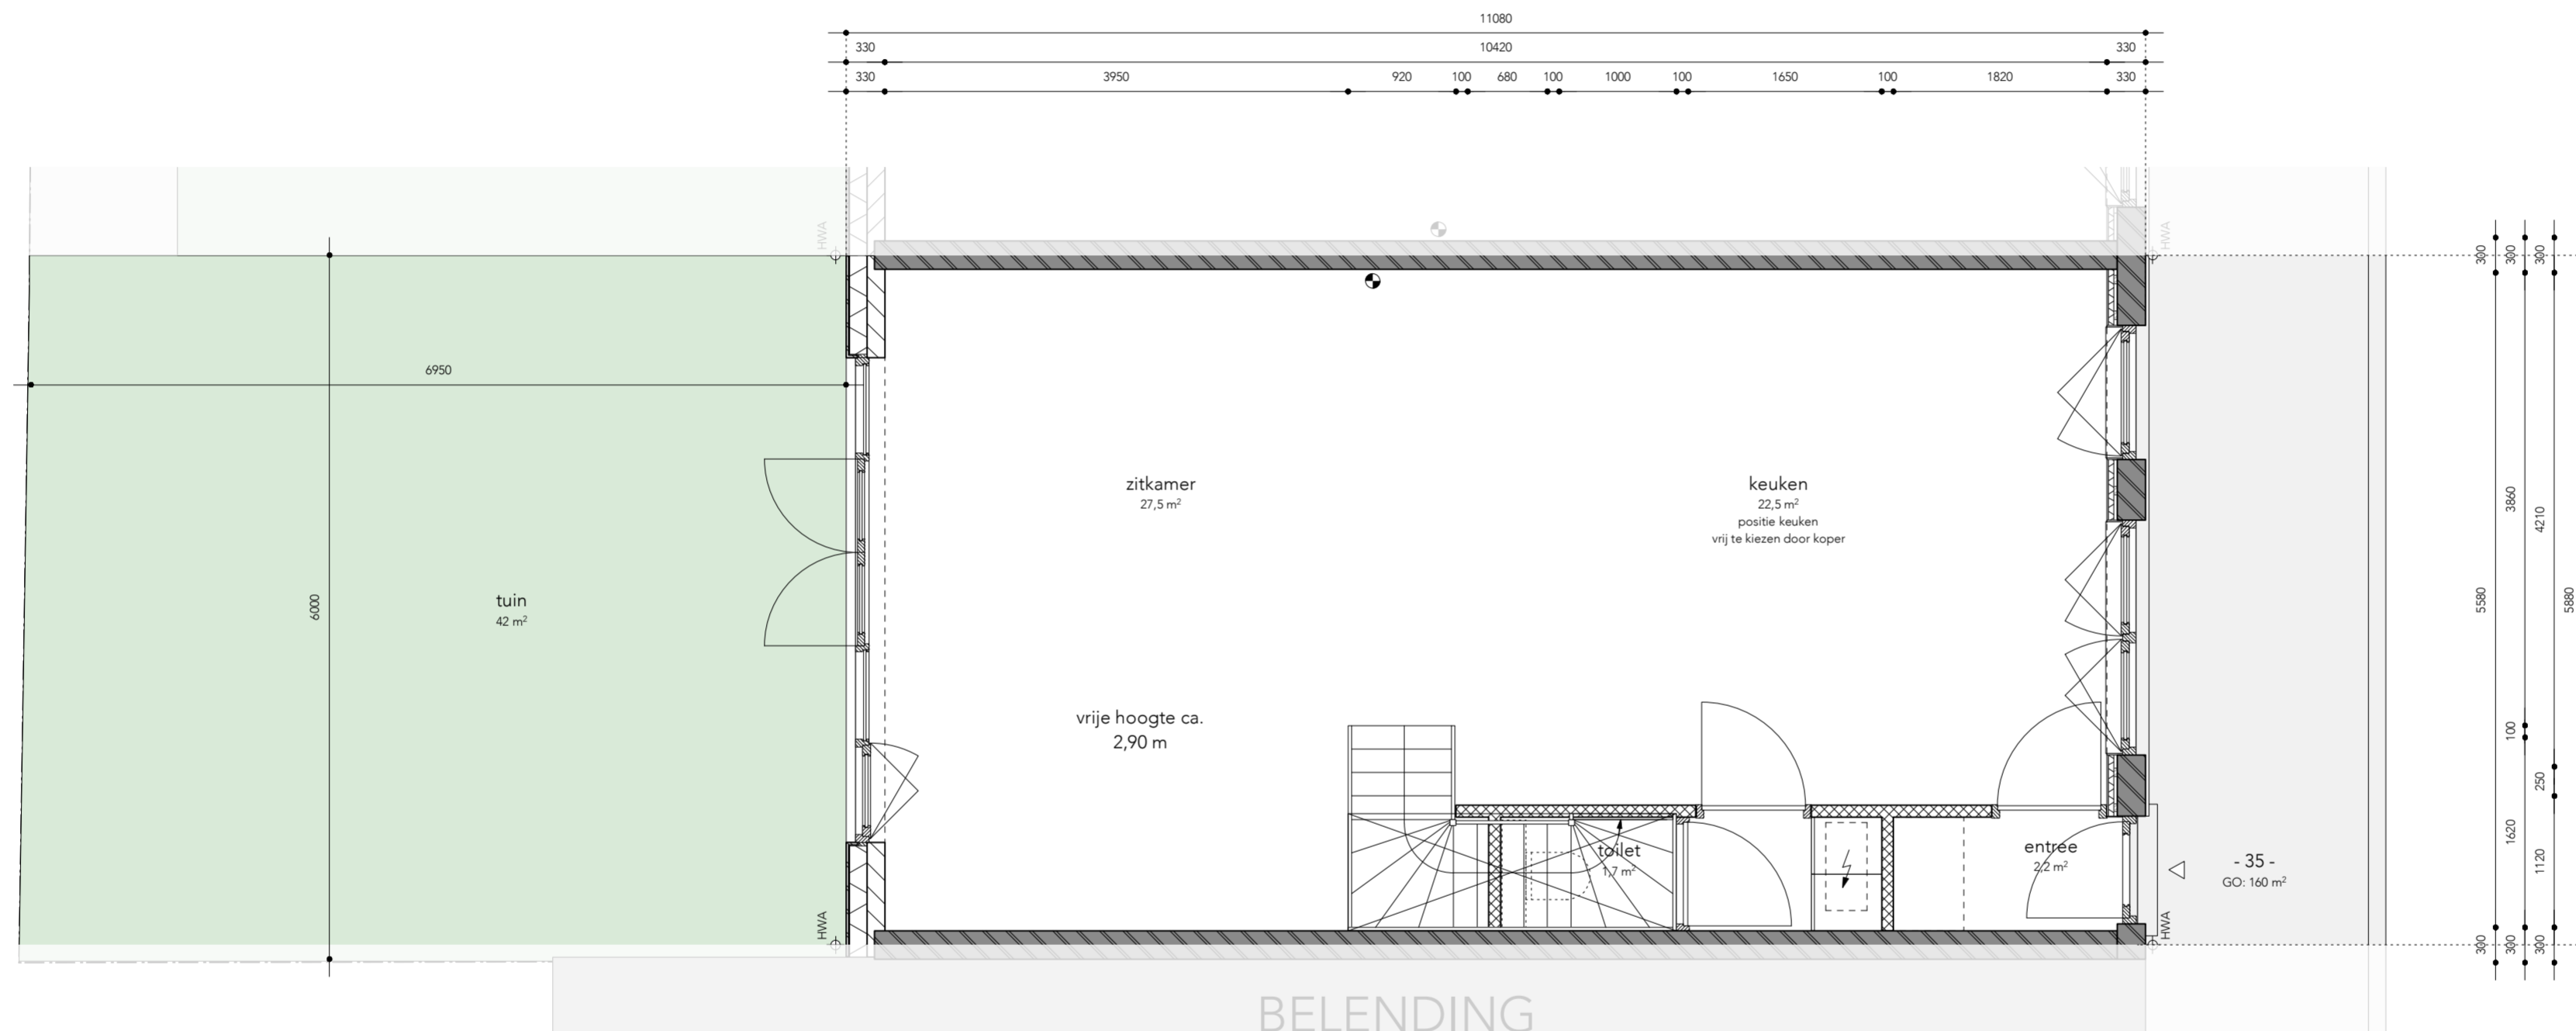 11080
330
10420
330
330
3950
920
100
680
100
1000
100
1650
100
1820
330
HWA
HWA
300
300
300
6950
zitkamer
27,5 m²
keuken
22,5 m²
positie keuken
vrij te kiezen door koper
3860
4210
6000
tuin
42 m²
5580
5880
vrije hoogte ca.
2,90 m
100
250
toilet
1,7 m²
entree
2,2 m²
- 35 -
GO: 160 m²
1620
1120
HWA
HWA
300
300
300
BELENDING